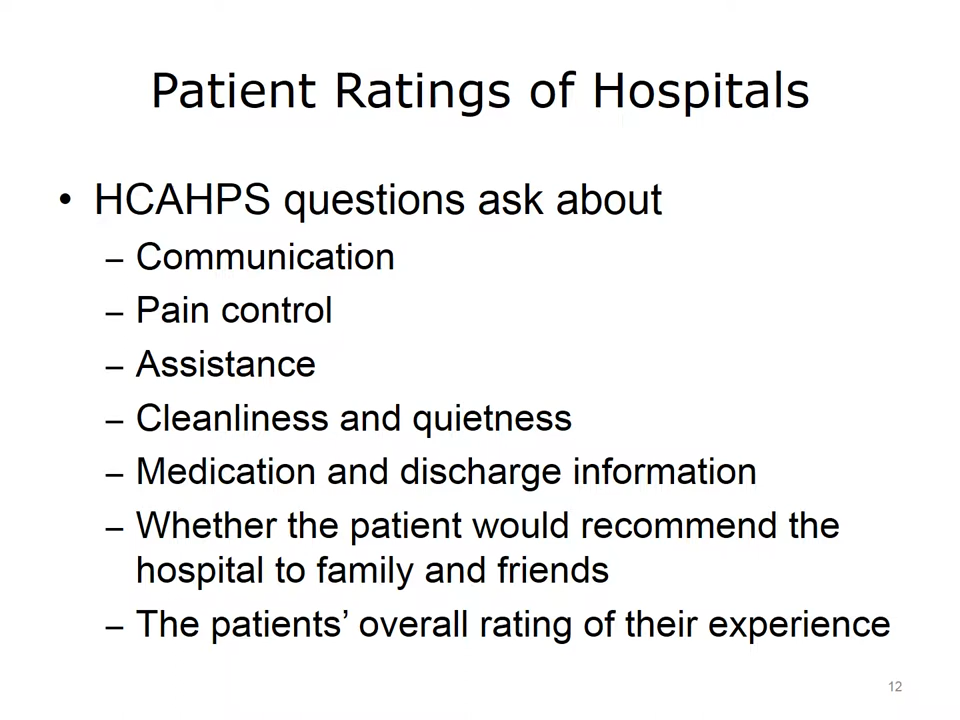 Patient Ratings of Hospitals
• HCAHPS questions ask about
– Communication
– Pain control
– Assistance
– Cleanliness and quietness
– Medication and discharge information
– Whether the patient would recommend the
hospital to family and friends
– The patients’ overall rating of their experience
12